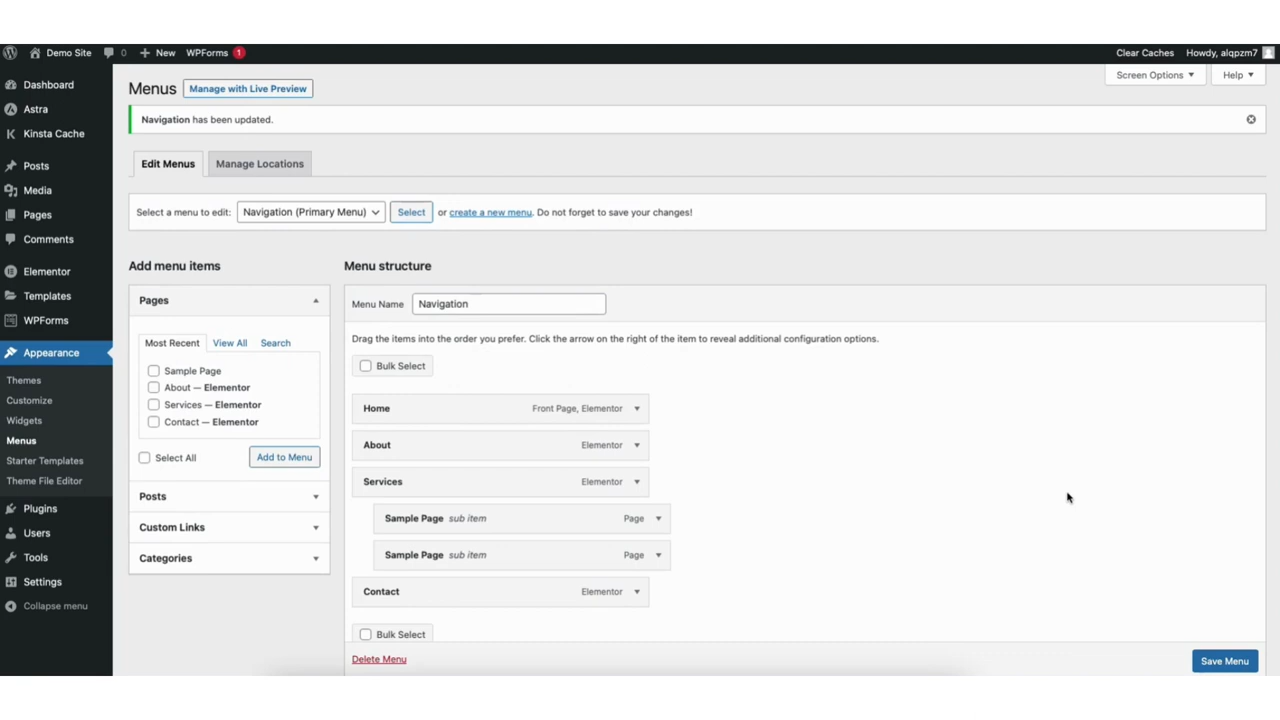 Demo Site 0 New WPForms 1 Clear Caches Howdy, alqpzm7
Screen Options Help
Dashboard
Astra
Kinsta Cache
Posts
Media
Pages
Comments
Elementor
Templates
WPForms
Appearance
Themes
Customize
Widgets
Menus
Starter Templates
Theme File Editor
Plugins
Users
Tools
Settings
Collapse menu
Menus Manage with Live Preview
Navigation has been updated.
Edit Menus Manage Locations
Select a menu to edit: Navigation (Primary Menu) Select or create a new menu. Do not forget to save your changes!
Add menu items
Pages
Most Recent View All Search
Sample Page
About — Elementor
Services — Elementor
Contact — Elementor
Select All Add to Menu
Posts
Custom Links
Categories
Menu structure
Menu Name Navigation
Drag the items into the order you prefer. Click the arrow on the right of the item to reveal additional configuration options.
Bulk Select
Home Front Page, Elementor
About Elementor
Services Elementor
Sample Page sub item Page
Sample Page sub item Page
Contact Elementor
Bulk Select
Delete Menu Save Menu